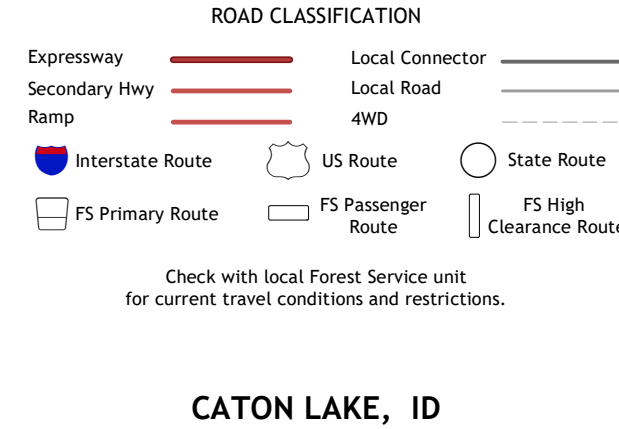 ROAD CLASSIFICATION
Expressway
Local Connector
Secondary Hwy
Local Road
Ramp
4WD
Interstate Route
US Route
State Route
FS Primary Route
FS Passenger
Route
FS High
Clearance Route
Check with local Forest Service unit
for current travel conditions and restrictions.
CATON LAKE, ID